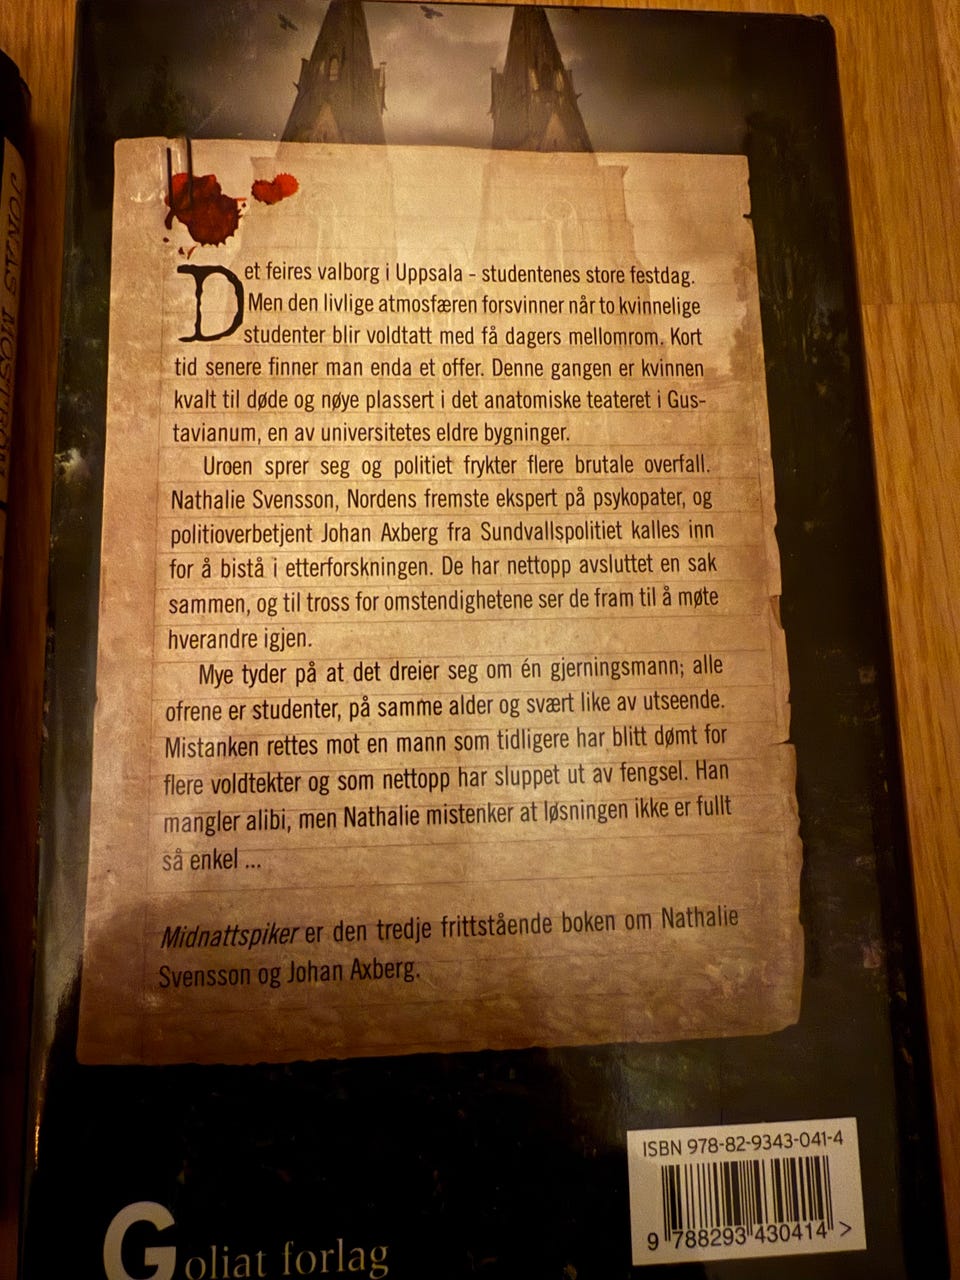 JONAS MOSTRÖM
Det feires valborg i Uppsala - studentenes store festdag.
Men den livlige atmosfæren forsvinner når to kvinnelige
studenter blir voldtatt med få dagers mellomrom. Kort
tid senere finner man enda et offer. Denne gangen er kvinnen
kvalt til døde og nøye plassert i det anatomiske teateret i Gus-
tavianum, en av universitetes eldre bygninger.
Uroen sprer seg og politiet frykter flere brutale overfall.
Nathalie Svensson, Nordens fremste ekspert på psykopater, og
politioverbetjent Johan Axberg fra Sundvallspolitiet kalles inn
for å bistå i etterforskningen. De har nettopp avsluttet en sak
sammen, og til tross for omstendighetene ser de fram til å møte
hverandre igjen.
Mye tyder på at det dreier seg om én gjerningsmann; alle
ofrene er studenter, på samme alder og svært like av utseende.
Mistanken rettes mot en mann som tidligere har blitt dømt for
flere voldtekter og som nettopp har sluppet ut av fengsel. Han
mangler alibi, men Nathalie mistenker at løsningen ikke er fullt
så enkel ...
Midnattspiker er den tredje frittstående boken om Nathalie
Svensson og Johan Axberg.
ISBN 978-82-9343-041-4
9 788293 430414 >
Goliat forlag